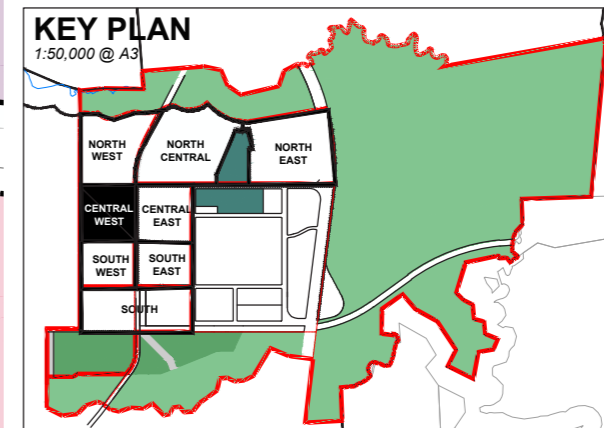 KEY PLAN
1:50,000 @ A3
NORTH
WEST
NORTH
CENTRAL
NORTH
EAST
CENTRAL
WEST
CENTRAL
EAST
SOUTH
WEST
SOUTH
EAST
SOUTH